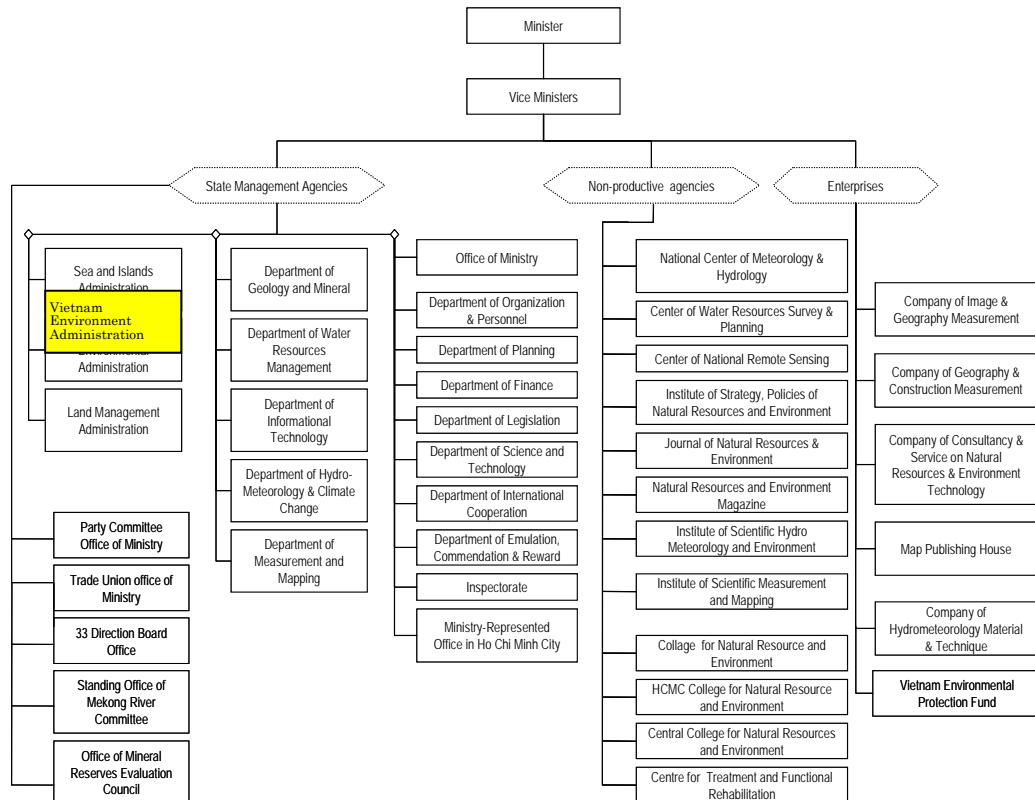 Minister
Vice Ministers
State Management Agencies
Non-productive agencies
Enterprises
Sea and Islands
Administration
Vietnam
Environment
Administration
Environmental
Administration
Land Management
Administration
Party Committee
Office of Ministry
Trade Union office of
Ministry
33 Direction Board
Office
Standing Office of
Mekong River
Committee
Office of Mineral
Reserves Evaluation
Council
Department of
Geology and Mineral
Department of Water
Resources
Management
Department of
Informational
Technology
Department of Hydro-
Meteorology & Climate
Change
Department of
Measurement and
Mapping
Office of Ministry
Department of Organization
& Personnel
Department of Planning
Department of Finance
Department of Legislation
Department of Science and
Technology
Department of International
Cooperation
Department of Emulation,
Commendation & Reward
Inspectorate
Ministry-Represented
Office in Ho Chi Minh City
National Center of Meteorology &
Hydrology
Center of Water Resources Survey &
Planning
Center of National Remote Sensing
Institute of Strategy, Policies of
Natural Resources and Environment
Journal of Natural Resources &
Environment
Natural Resources and Environment
Magazine
Institute of Scientific Hydro
Meteorology and Environment
Institute of Scientific Measurement
and Mapping
Collage for Natural Resource and
Environment
HCMC College for Natural Resource
and Environment
Central College for Natural Resources
and Environment
Centre for Treatment and Functional
Rehabilitation
Company of Image &
Geography Measurement
Company of Geography &
Construction Measurement
Company of Consultancy &
Service on Natural
Resources & Environment
Technology
Map Publishing House
Company of
Hydrometeorology Material
& Technique
Vietnam Environmental
Protection Fund